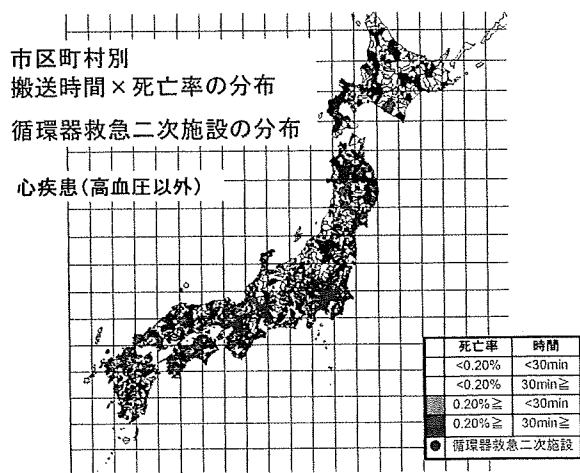 市区町村別
搬送時間×死亡率の分布
循環器救急二次施設の分布
心疾患(高血圧以外)
死亡率 時間
<0.20% <30min
<0.20% 30min≧
0.20%≧ <30min
0.20%≧ 30min≧
循環器救急二次施設